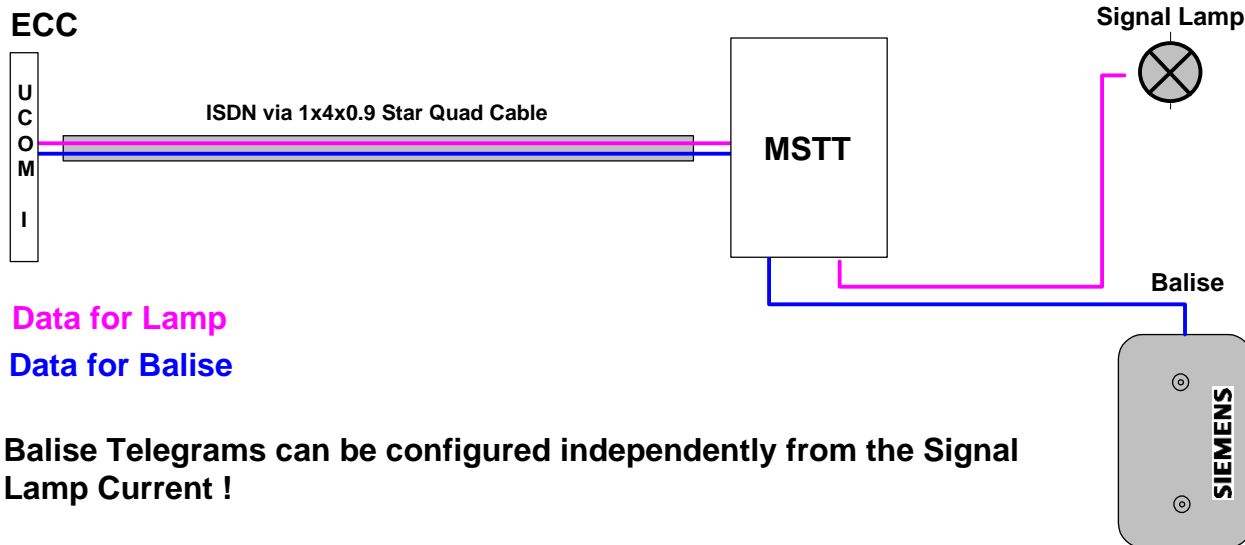 ECC
Signal Lamp
UCOM I
ISDN via 1x4x0.9 Star Quad Cable
MSTT
Balise
Data for Lamp
Data for Balise
SIEMENS
Balise Telegrams can be configured independently from the Signal
Lamp Current !